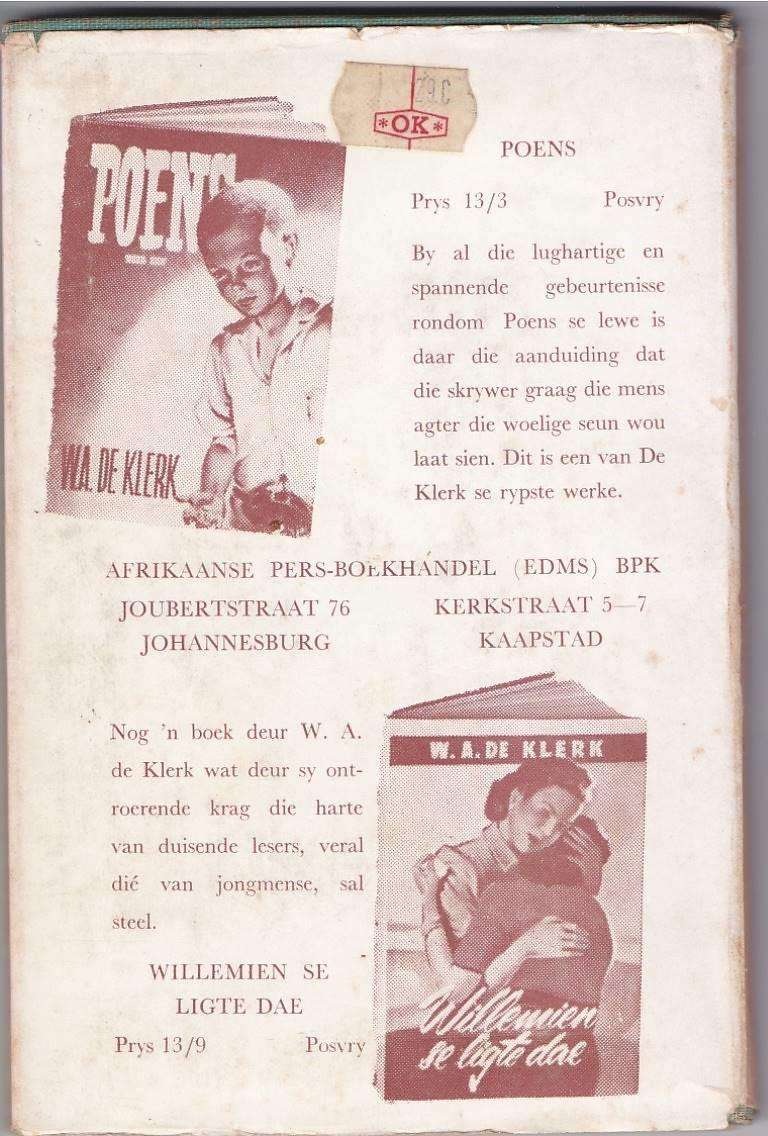 29C
*OK*
POENS
W.A. DE KLERK
POENS
Prys 13/3 Posvry
By al die lughartige en
spannende gebeurtenisse
rondom Poens se lewe is
daar die aanduiding dat
die skrywer graag die mens
agter die woelige seun wou
laat sien. Dit is een van De
Klerk se rypste werke.
AFRIKAANSE PERS-BOEKHANDEL (EDMS) BPK
JOUBERTSTRAAT 76 KERKSTRAAT 5—7
JOHANNESBURG KAAPSTAD
Nog 'n boek deur W. A.
de Klerk wat deur sy ont-
roerende krag die harte
van duisende lesers, veral
dié van jongmense, sal
steel.
WILLEMIEN SE
LIGTE DAE
Prys 13/9 Posvry
W. A. DE KLERK
Willemien
se ligte dae